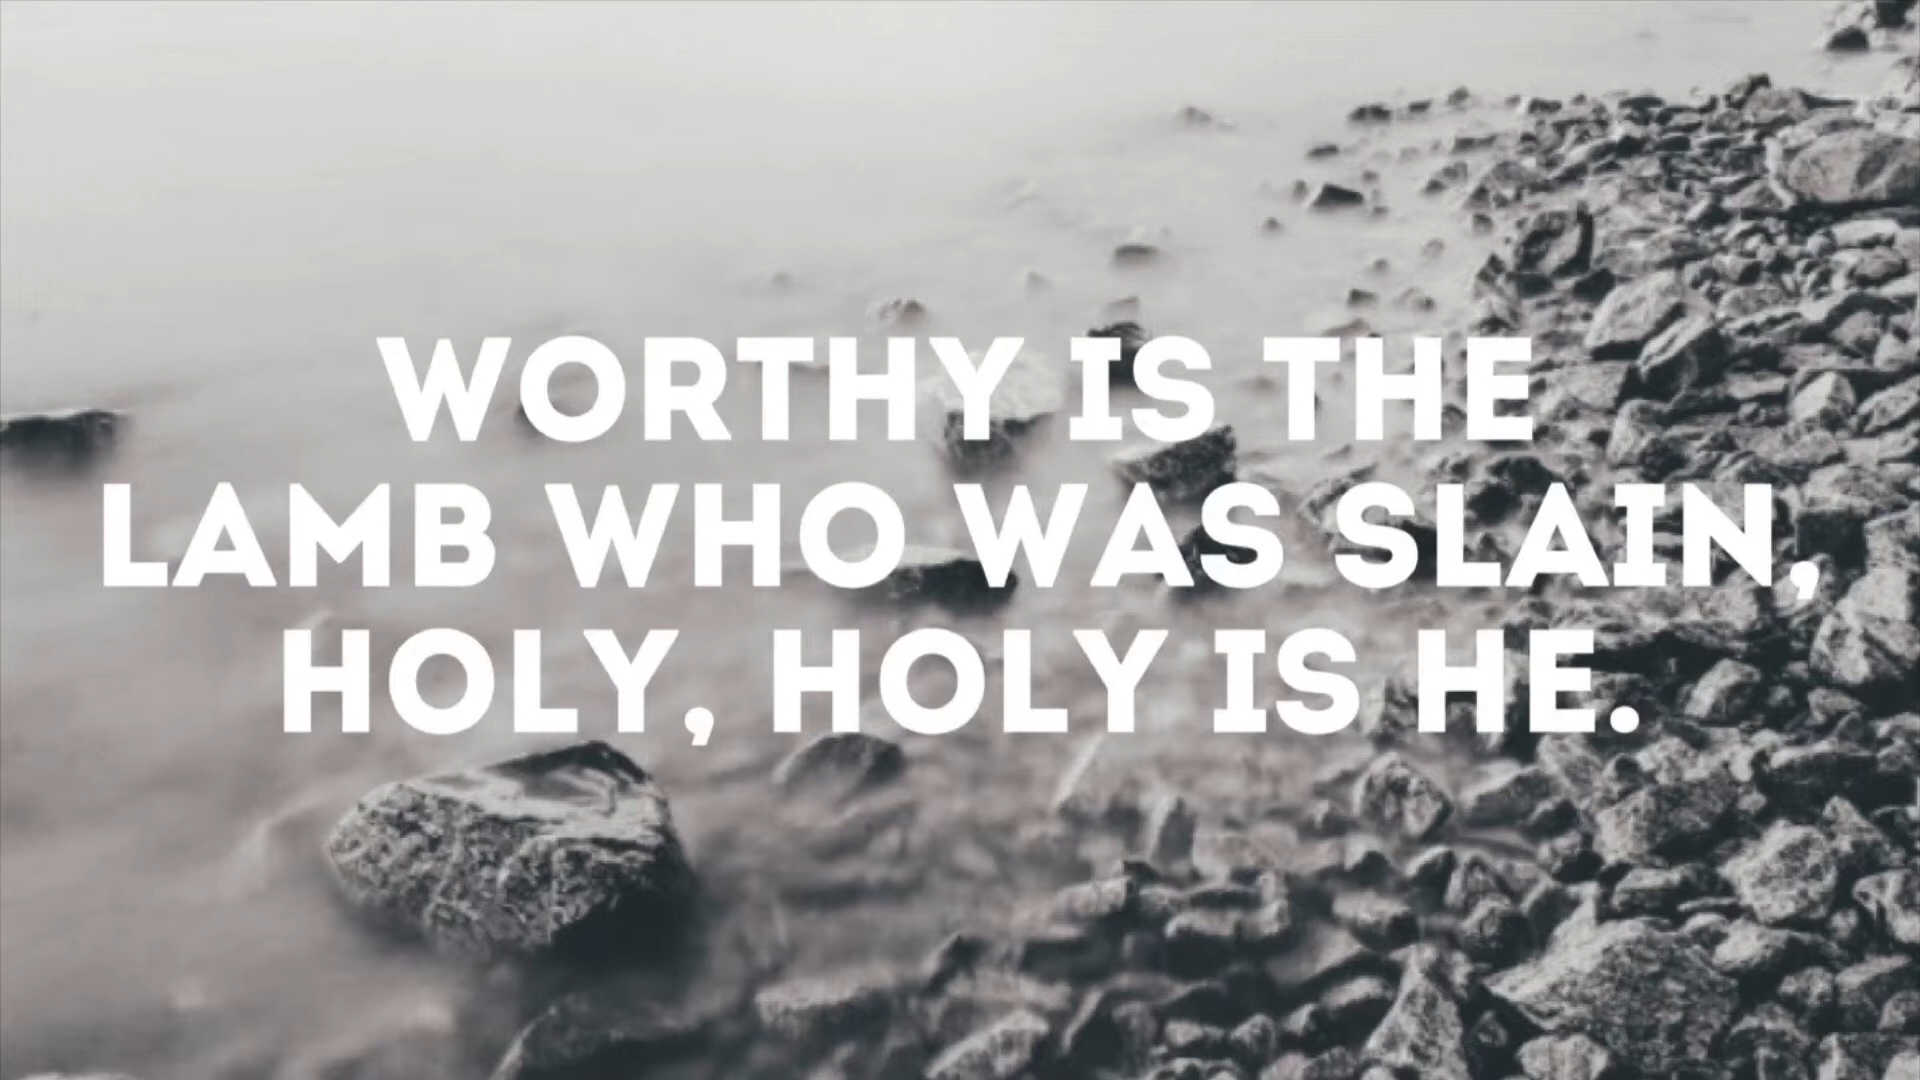 WORTHY IS THE
LAMB WHO WAS SLAIN,
HOLY, HOLY IS HE.